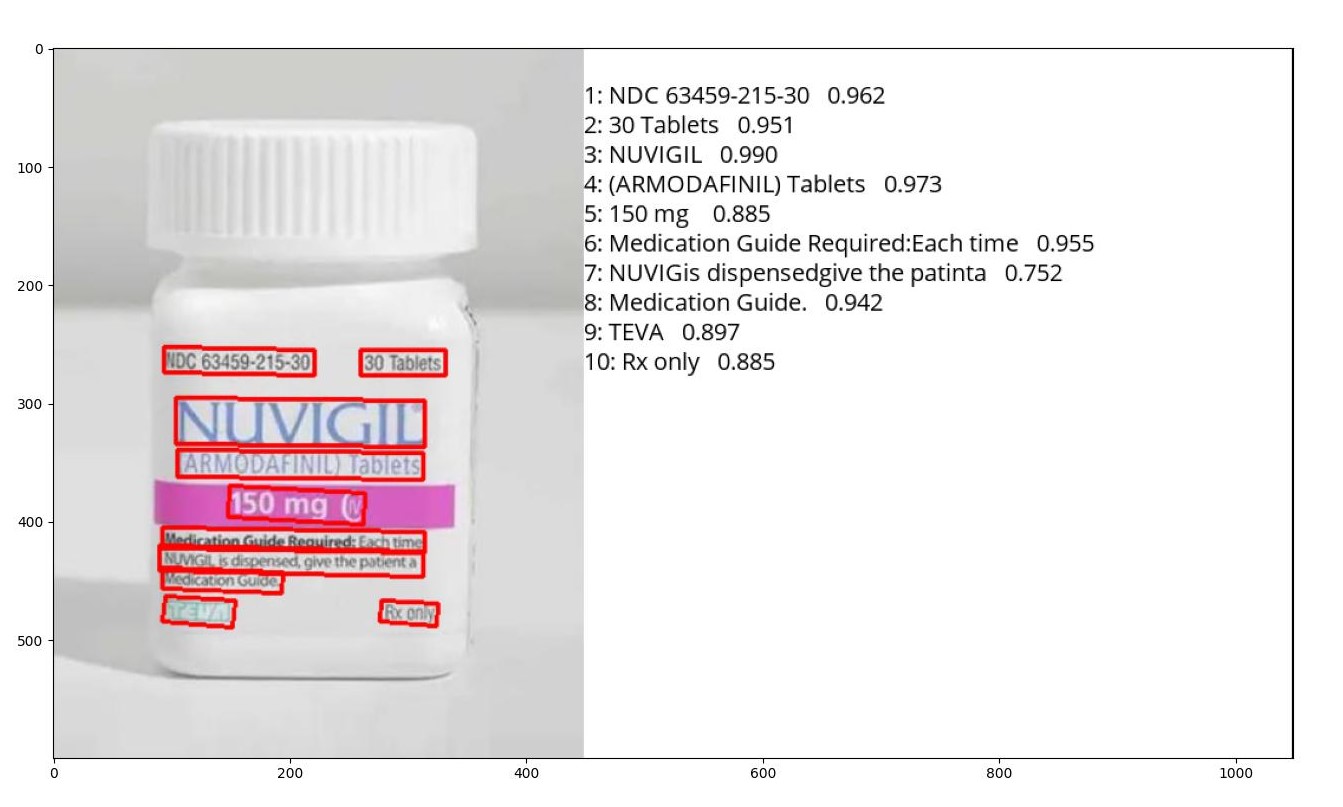 0
100
200
300
400
500
0 200 400 600 800 1000
NDC 63459-215-30 30 Tablets
NUVIGIL®
(ARMODAFINIL) Tablets
150 mg
Medication Guide Required: Each time
NUVIGIL is dispensed, give the patient a
Medication Guide.
TEVA Rx only
1: NDC 63459-215-30 0.962
2: 30 Tablets 0.951
3: NUVIGIL 0.990
4: (ARMODAFINIL) Tablets 0.973
5: 150 mg 0.885
6: Medication Guide Required:Each time 0.955
7: NUVIGis dispensedgive the patinta 0.752
8: Medication Guide. 0.942
9: TEVA 0.897
10: Rx only 0.885